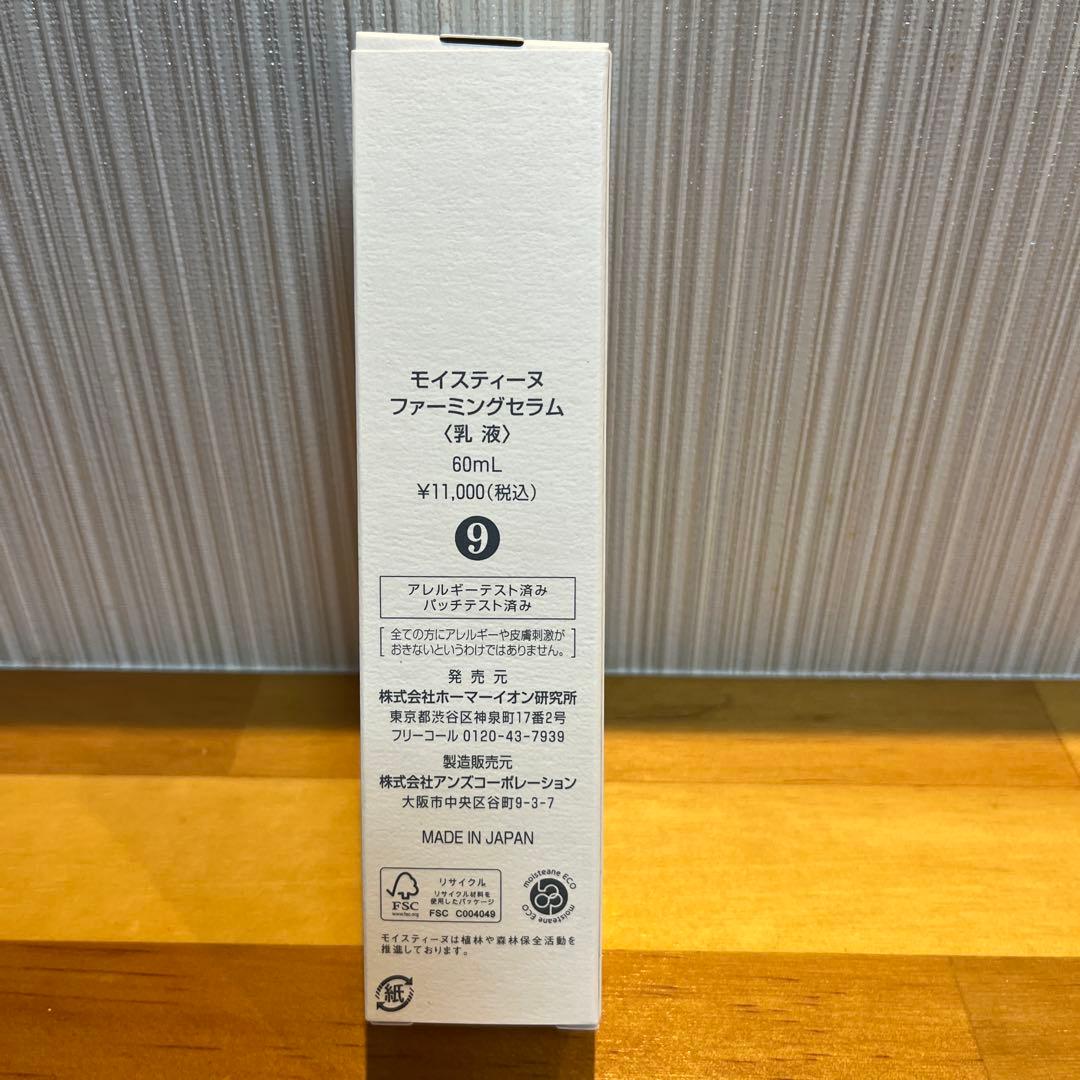 モイスティーヌ
ファーミングセラム
〈乳 液〉
60mL
¥11,000(税込)
9
アレルギーテスト済み
パッチテスト済み
[ 全ての方にアレルギーや皮膚刺激が
おきないというわけではありません。]
発 売 元
株式会社ホーマーイオン研究所
東京都渋谷区神泉町17番2号
フリーコール 0120-43-7939
製造販売元
株式会社アンズコーポレーション
大阪市中央区谷町9-3-7
MADE IN JAPAN
FSC
www.fsc.org
リサイクル
リサイクル材料を
使用したパッケージ
FSC C004049
moisteane ECO
moisteane ECO
モイスティーヌは植林や森林保全活動を
推進しております。
紙